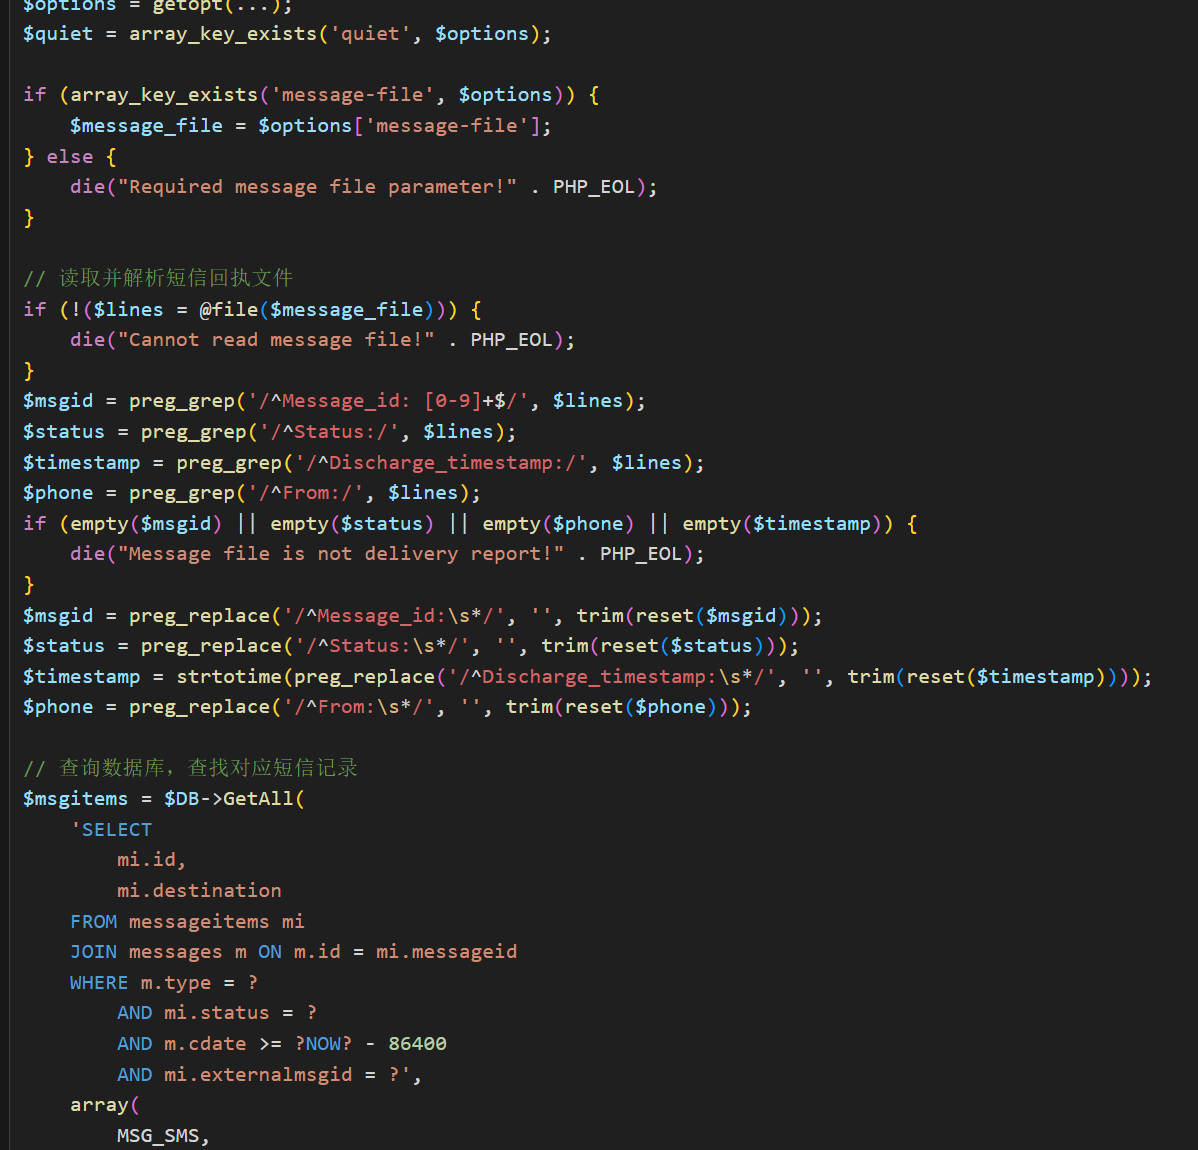 $options = getopt(...);
$quiet = array_key_exists('quiet', $options);

if (array_key_exists('message-file', $options)) {
    $message_file = $options['message-file'];
} else {
    die("Required message file parameter!" . PHP_EOL);
}

// 读取并解析短信回执文件
if (!($lines = @file($message_file))) {
    die("Cannot read message file!" . PHP_EOL);
}
$msgid = preg_grep('/^Message_id: [0-9]+$/', $lines);
$status = preg_grep('/^Status:/', $lines);
$timestamp = preg_grep('/^Discharge_timestamp:/', $lines);
$phone = preg_grep('/^From:/', $lines);
if (empty($msgid) || empty($status) || empty($phone) || empty($timestamp)) {
    die("Message file is not delivery report!" . PHP_EOL);
}
$msgid = preg_replace('/^Message_id:\s*/', '', trim(reset($msgid)));
$status = preg_replace('/^Status:\s*/', '', trim(reset($status)));
$timestamp = strtotime(preg_replace('/^Discharge_timestamp:\s*/', '', trim(reset($timestamp))));
$phone = preg_replace('/^From:\s*/', '', trim(reset($phone)));

// 查询数据库，查找对应短信记录
$msgitems = $DB->GetAll(
    'SELECT
        mi.id,
        mi.destination
    FROM messageitems mi
    JOIN messages m ON m.id = mi.messageid
    WHERE m.type = ?
        AND mi.status = ?
        AND m.cdate >= ?NOW? - 86400
        AND mi.externalmsgid = ?',
    array(
        MSG_SMS,